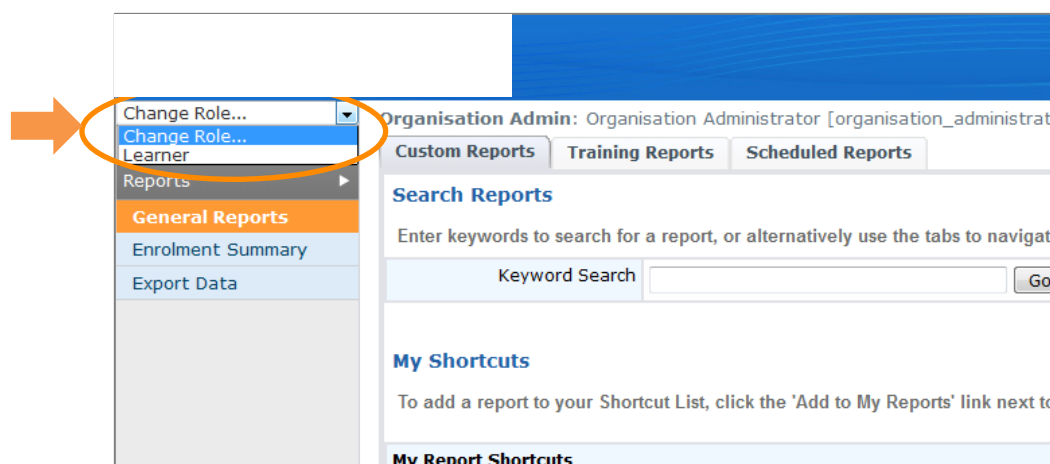 Change Role...
Change Role...
Learner
Reports
General Reports
Enrolment Summary
Export Data
Organisation Admin: Organisation Administrator [organisation_administrat
Custom Reports Training Reports Scheduled Reports
Search Reports
Enter keywords to search for a report, or alternatively use the tabs to navigat
Keyword Search Go
My Shortcuts
To add a report to your Shortcut List, click the 'Add to My Reports' link next to
My Report Shortcuts